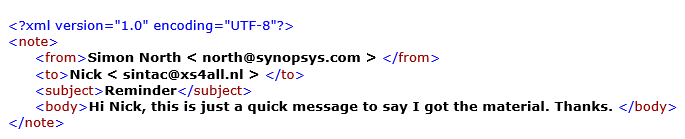 <?xml version="1.0" encoding="UTF-8"?>
<note>
<from>Simon North < north@synopsys.com > </from>
<to>Nick < sintac@xs4all.nl > </to>
<subject>Reminder</subject>
<body>Hi Nick, this is just a quick message to say I got the material. Thanks. </body>
</note>